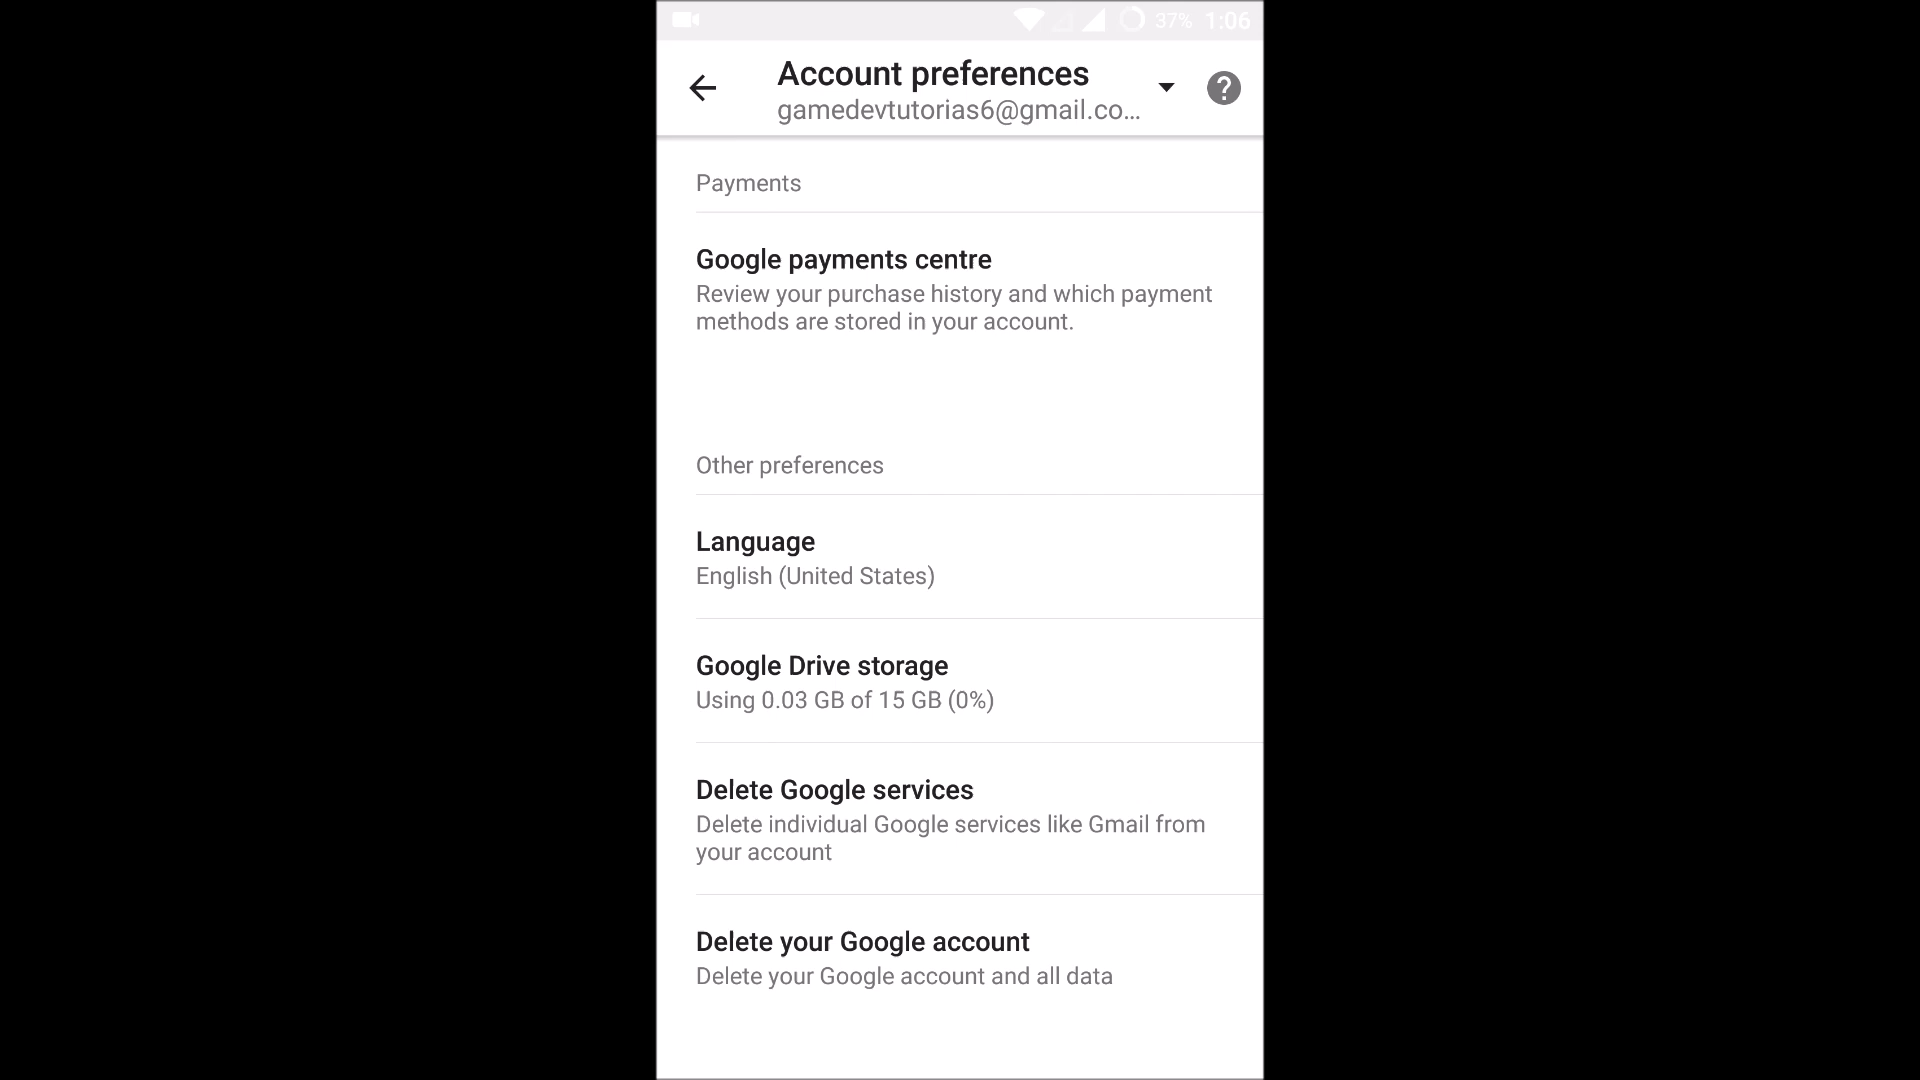 37% 1:06
Account preferences
gamedevtutorias6@gmail.co...
Payments
Google payments centre
Review your purchase history and which payment
methods are stored in your account.
Other preferences
Language
English (United States)
Google Drive storage
Using 0.03 GB of 15 GB (0%)
Delete Google services
Delete individual Google services like Gmail from
your account
Delete your Google account
Delete your Google account and all data